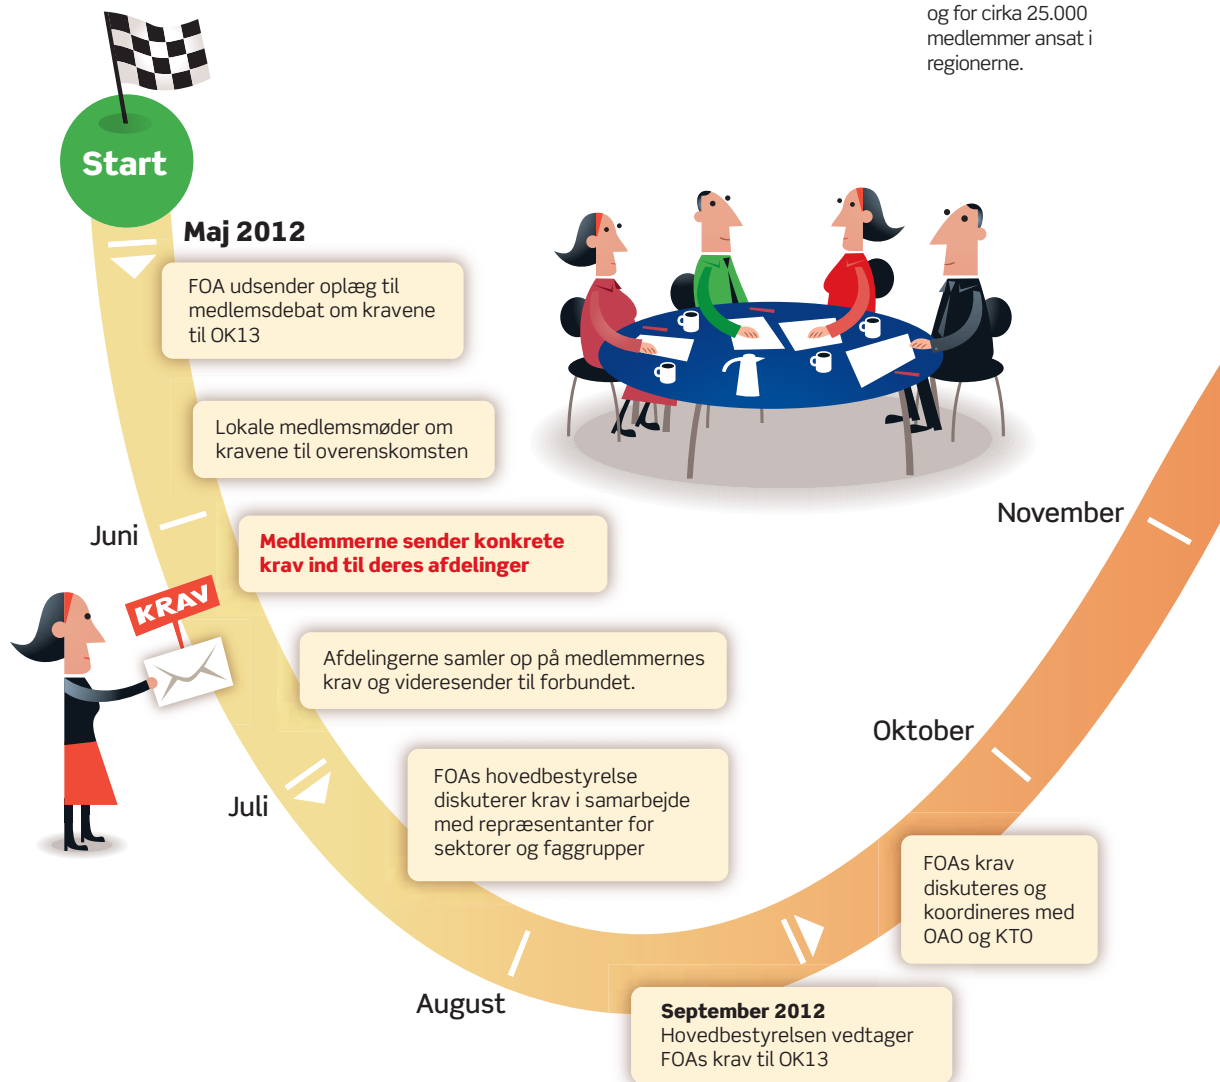 og for cirka 25.000
medlemmer ansat i
regionerne.
Start
Maj 2012
FOA udsender oplæg til
medlemsdebat om kravene
til OK13
Lokale medlemsmøder om
kravene til overenskomsten
Juni
Medlemmerne sender konkrete
krav ind til deres afdelinger
KRAV
Afdelingerne samler op på medlemmernes
krav og videresender til forbundet.
Juli
FOAs hovedbestyrelse
diskuterer krav i samarbejde
med repræsentanter for
sektorer og faggrupper
August
September 2012
Hovedbestyrelsen vedtager
FOAs krav til OK13
FOAs krav
diskuteres og
koordineres med
OAO og KTO
Oktober
November